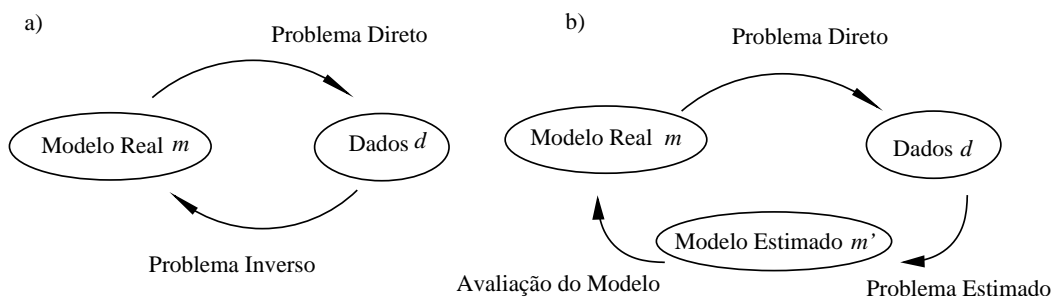 a)
Problema Direto
Modelo Real m
Dados d
Problema Inverso
b)
Problema Direto
Modelo Real m
Dados d
Modelo Estimado m’
Avaliação do Modelo
Problema Estimado